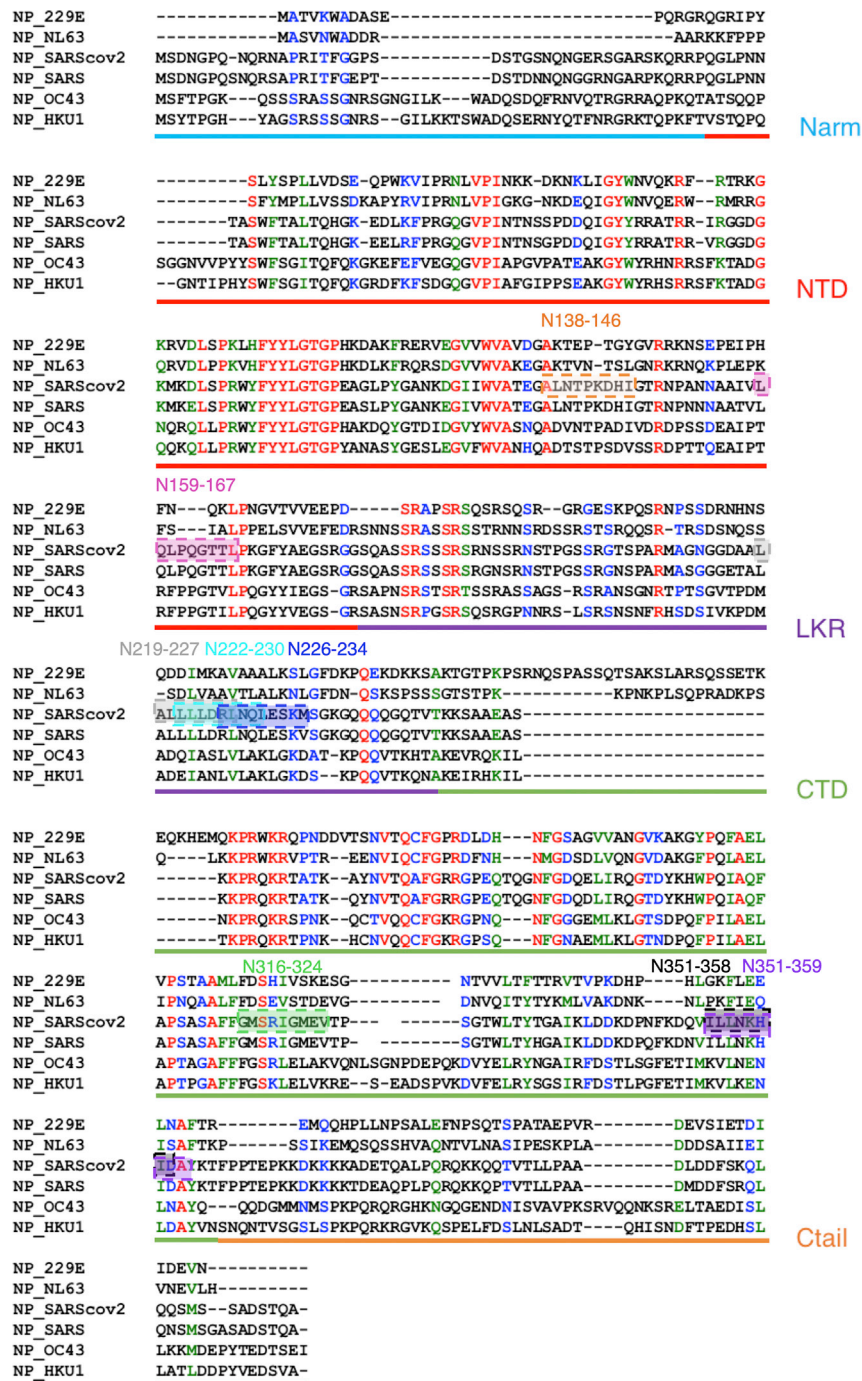 NP_229E ---------------MATVKWADASE---------------PQRGRQGRIPY
NP_NL63 ---------------MASVNWADDR-----------------AARKKFPPP
NP_SARScov2 MSDNGPQ-NQRNAPRITFGGPS------DSTGSNQNGERSGARSKQRRPQGLPNN
NP_SARS MSDNGPQSNQRSAPRITFGEPT------DSTDNNQNGGRNGARPKQRRPQGLPNN
NP_OC43 MSFTPGK---QSSSRASSGNRSGNGILK---WADQSDQFRNVQTRGRRAQPKQTATSQQP
NP_HKU1 MSYTPGH---YAGSRSSSGNRS--GILKKTSWADQSERNYQTFNRGRKTQPKFTVSTQPQ
Narm
NP_229E ---------SLYSPLLVDSE-QPWKVIPRNLVPINKK-DKNKLIGYWNVQKRF--RTRKG
NP_NL63 ---------SFYMPLLVSSDKAPYRVIPRNLVPIGKG-NKDEQIGYWNVQERW--RMRRG
NP_SARScov2 -------TASWFTALTQHGK-EDLKFPRGQGVPINTNSSPDDQIGYYRRATRR-IRGGDG
NP_SARS -------TASWFTALTQHGK-EELRFPRGQGVPINTNSGPDDQIGYYRRATRR-VRGGDG
NP_OC43 SGGNVVPYYSWFSGITQFQKGKEFEFVEGQGVPIAPGVPATEAKGYWYRHNRRSFKTADG
NP_HKU1 --GNTIPHYSWFSGITQFQKGRDFKFSDGQGVPIAFGIPPSEAKGYWYRHSRRSFKTADG
NTD
N138-146
NP_229E KRVDLSPKLHFYYLGTGPHKDAKFRERVEGVVWVAVDGAKTEP-TGYGVRRKNSEPEIPH
NP_NL63 QRVDLPPKVHFYYLGTGPHKDLKFRQRSDGVVWVAKEGAKTVN-TSLGNRKRNQKPLEPK
NP_SARScov2 KMKDLSPRWYFYYLGTGPEAGLPYGANKDGIIWVATEGALNTPKDHIGTRNPANNAAIVL
NP_SARS KMKELSPRWYFYYLGTGPEASLPYGANKEGIVWVATEGALNTPKDHIGTRNPNNNAATVL
NP_OC43 NQRQLLPRWYFYYLGTGPHAKDQYGTDIDGVYWVASNQADVNTPADIVDRDPSSDEAIPT
NP_HKU1 QQKQLLPRWYFYYLGTGPYANASYGESLEGVFWVANHQADTSTPSDVSSRDPTTQEAIPT
N159-167
NP_229E FN---QKLPNGVTVVEEPD-----SRAPSRSQSRSQSR--GRGESKPQSRNPSSDRNHNS
NP_NL63 FS---IALPPELSVVEFEDRSNNSSRASSRSSTRNNSRDSSRSTSRQQSR-TRSDSNQSS
NP_SARScov2 QLPQGTTLPKGFYAEGSRGGSQASSRSSSRSRNSSRNSTPGSSRGTSPARMAGNGGDAAL
NP_SARS QLPQGTTLPKGFYAEGSRGGSQASSRSSSRSRGNSRNSTPGSSRGNSPARMASGGGETAL
NP_OC43 RFPPGTVLPQGYYIEGS-GRSAPNSRSTSRTSSRASSAGS-RSRANSGNRTPTSGVTPDM
NP_HKU1 RFPPGTILPQGYYVEGS-GRSASNSRPGSRSQSRGPNNRS-LSRSNSNFRHSDSIVKPDM
LKR
N219-227 N222-230 N226-234
NP_229E QDDIMKAVAAALKSLGFDKPQEKDKKSAKTGTPKPSRNQSPASSQTSAKSLARSQSSETK
NP_NL63 -SDLVAAVTLALKNLGFDN-QSKSPSSSGTSTPK----------KPNKPLSQPRADKPS
NP_SARScov2 ALLLLDRLNQLESKMSGKGQQQQGQTVTKKSAAEAS------------------------
NP_SARS ALLLLDRLNQLESKVSGKGQQQQGQTVTKKSAAEAS------------------------
NP_OC43 ADQIASLVLAKLGKDAT-KPQQVTKHTAKEVRQKIL------------------------
NP_HKU1 ADEIANLVLAKLGKDS--KPQQVTKQNAKEIRHKIL------------------------
CTD
NP_229E EQKHEMQKPRWKRQPNDDVTSNVTQCFGPRDLDH---NFGSAGVVANGVKAKGYPQFAEL
NP_NL63 Q---LKKPRWKRVPTR--EENVIQCFGPRDFNH---NMGDSDLVQNGVDAKGFPQLAEL
NP_SARScov2 ------KKPRQKRTATK--AYNVTQAFGRRGPEQTQGNFGDQELIRQGTDYKHWPQIAQF
NP_SARS ------KKPRQKRTATK--QYNVTQAFGRRGPEQTQGNFGDQDLIRQGTDYKHWPQIAQF
NP_OC43 ------NKPRQKRSPNK--QCTVQQCFGKRGPNQ---NFGGGEMLKLGTSDPQFPILAEL
NP_HKU1 ------TKPRQKRTPNK--HCNVQQCFGKRGPSQ---NFGNAEMLKLGTNDPQFPILAEL
N316-324 N351-358 N351-359
NP_229E VPSTAAMLFDSHIVSKESG---------NTVVLTFTTRVTVPKDHP---HLGKFLEE
NP_NL63 IPNQAALFFDSEVSTDEVG---------DNVQITYTYKMLVAKDNK---NLPKFIEQ
NP_SARScov2 APSASAFFGMSRIGMEVTP------SGTWLTYTGAIKLDDKDPNFKDQVILLNKH
NP_SARS APSASAFFGMSRIGMEVTP------SGTWLTYHGAIKLDDKDPQFKDNVILLNKH
NP_OC43 APTAGAFFFGSRLELAKVQNLSGNPDEPQKDVYELRYNGAIRFDSTLSGFETIMKVLNEN
NP_HKU1 APTPGAFFFGSKLELVKRES--EADSPVKDVFELRYSGSIRFDSTLPGFETIMKVLKEN
NP_229E LNAFTR-------EMQQHPLLNPSALEFNPSQTSPATAEPVR------DEVSIETDI
NP_NL63 ISAFTKP------SSIKEMQSQSSHVAQNTVLNASIPESKPLA-----DDDSAIIEI
NP_SARScov2 IDAYKTFPPTEPKKDKKKKADETQALPQRQKKQQTVTLLPAA------DLDDFSKQL
NP_SARS IDAYKTFPPTEPKKDKKKKTDEAQPLPQRQKKQPTVTLLPAA------DMDDFSRQL
NP_OC43 LNAYQ---QQDGMMNMSPKPQRQRGHKNGQGENDNISVAVPKSRVQQNKSRELTAEDISL
NP_HKU1 LDAYVNSNQNTVSGSLSPKPQRKRGVKQSPELFDSLNLSADT----QHISNDFTPEDHSL
Ctail
NP_229E IDEVN----------
NP_NL63 VNEVLH---------
NP_SARScov2 QQSMS--SADSTQA-
NP_SARS QNSMSGASADSTQA-
NP_OC43 LKKMDEPYTEDTSEI
NP_HKU1 LATLDDPYVEDSVA-